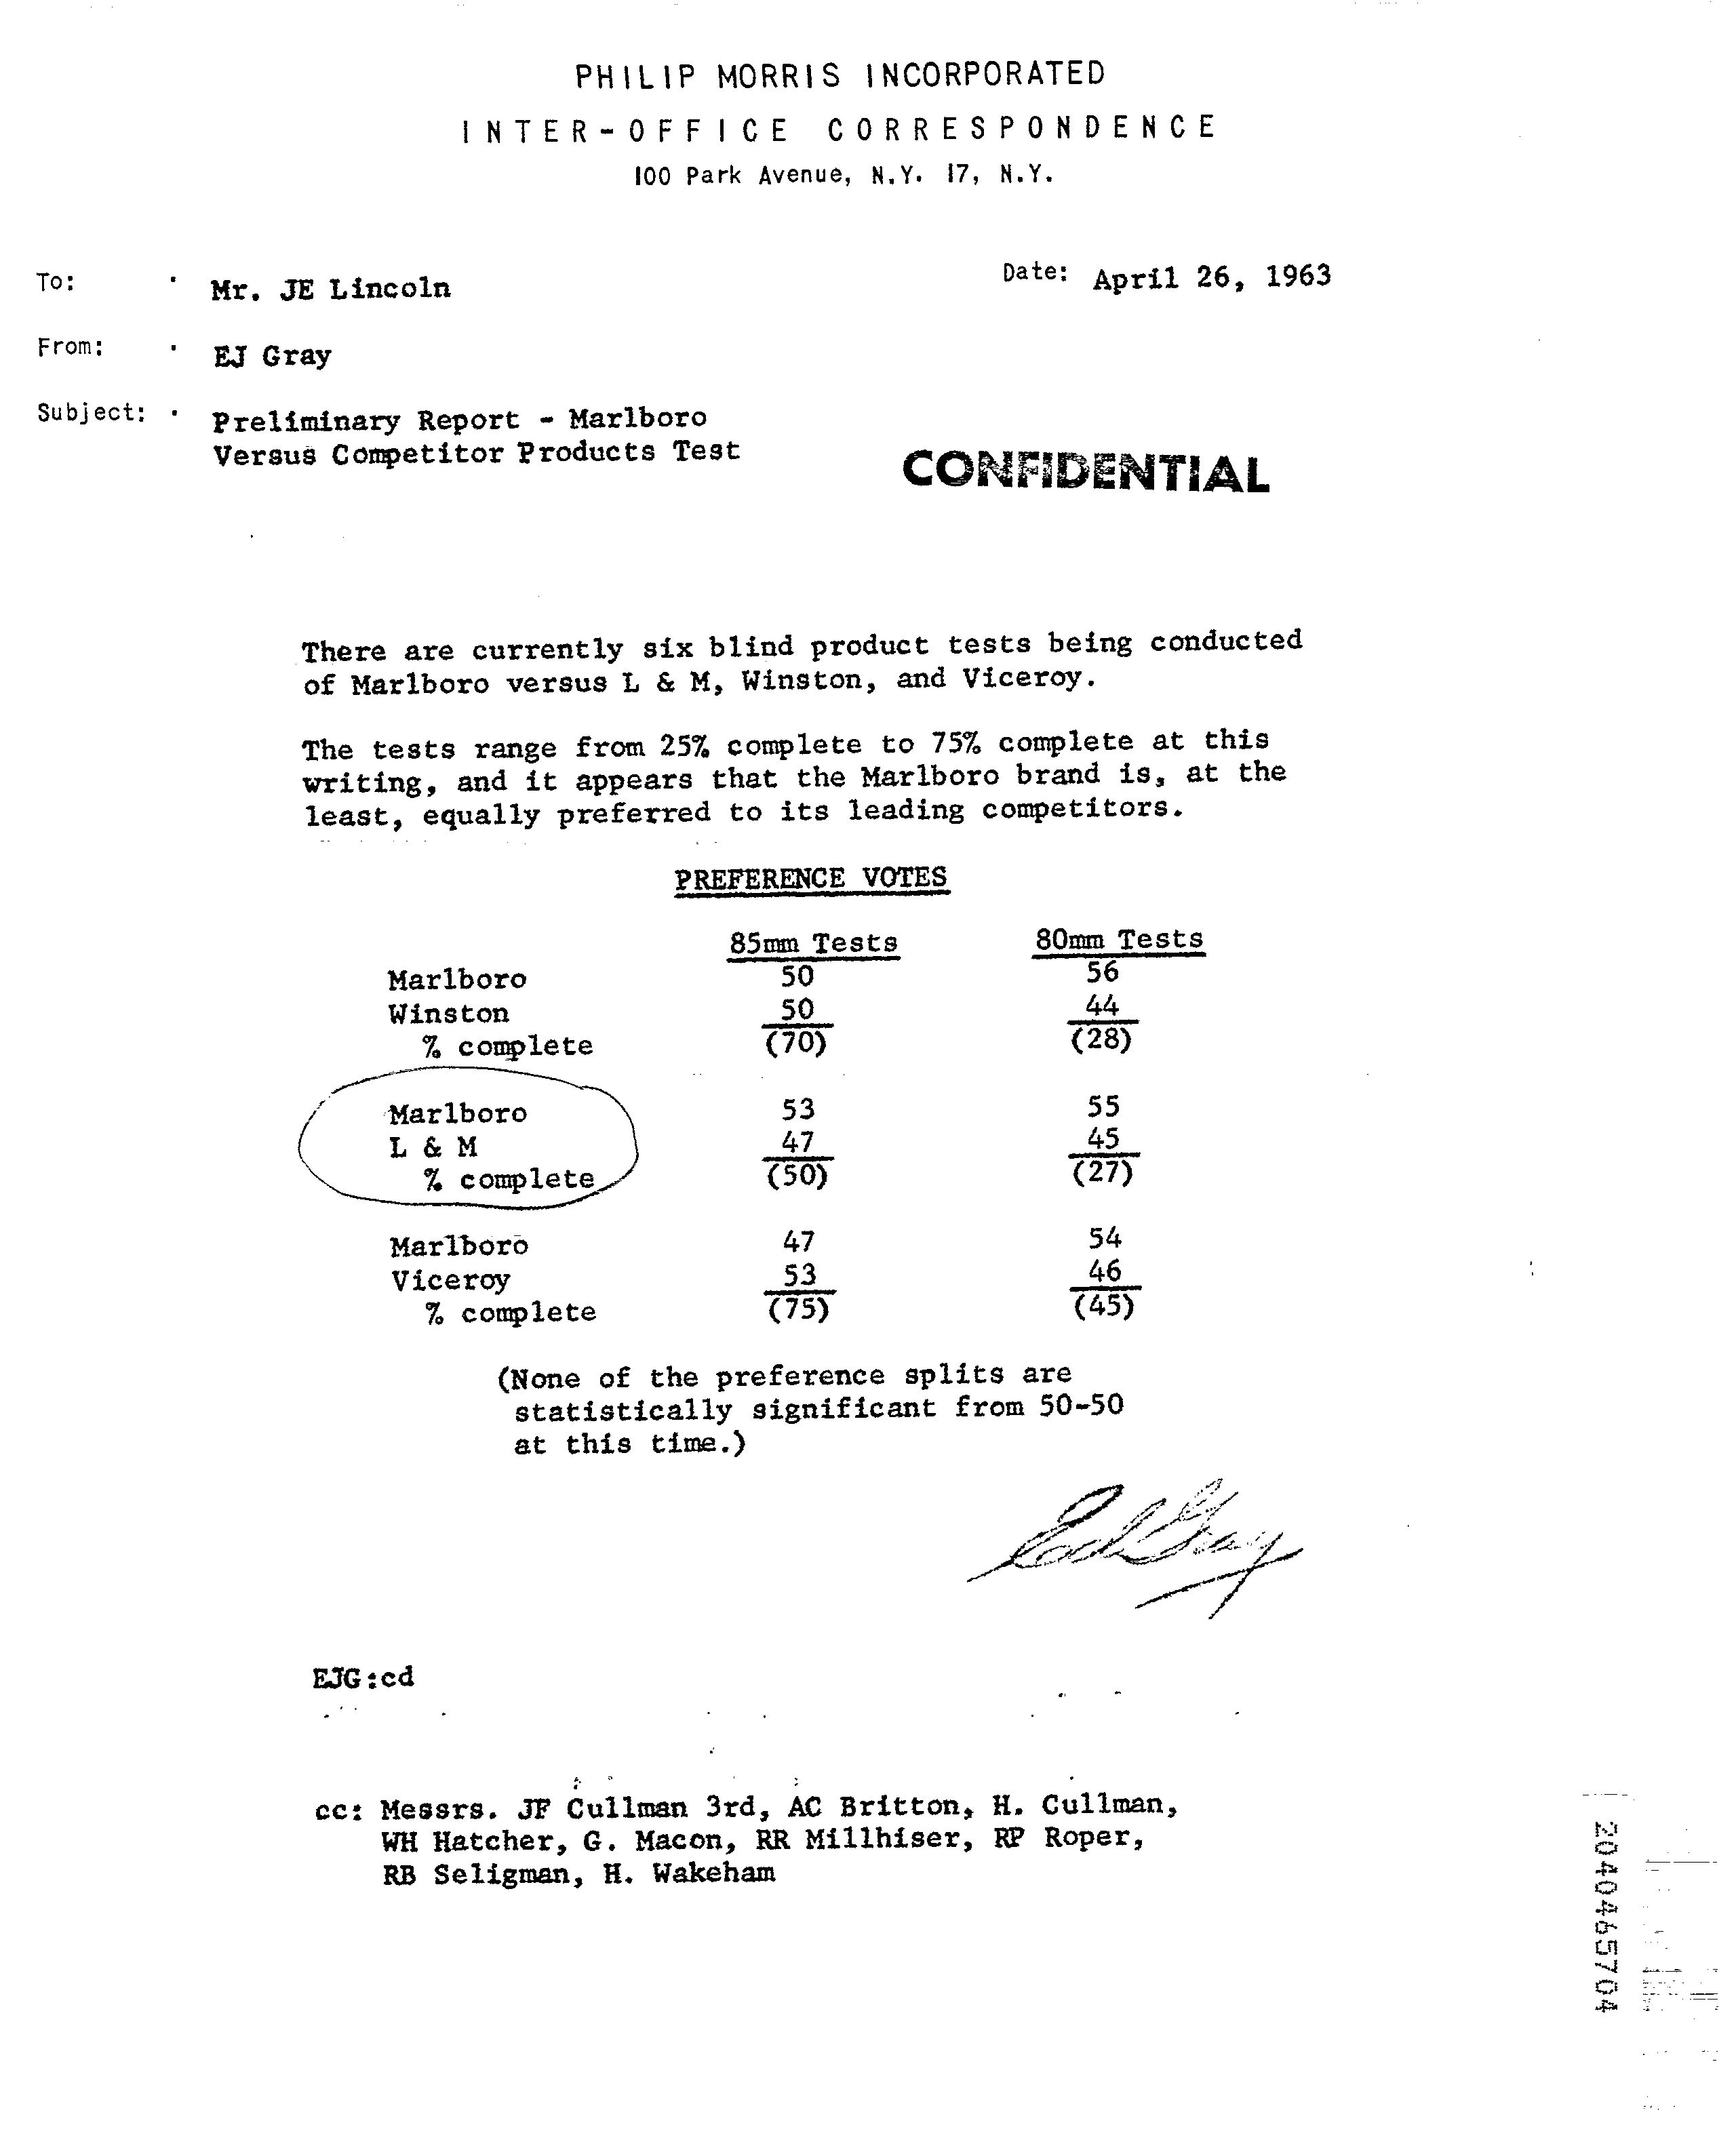 PHILIP MORRIS INCORPORATED
INTER-OFFICE CORRESPONDENCE
100 Park Avenue, N.Y. 17, N.Y.
To: Mr. JE Lincoln Date: April 26, 1963
From: EJ Gray
Subject: Preliminary Report - Marlboro
Versus Competitor Products Test
CONFIDENTIAL
There are currently six blind product tests being conducted
of Marlboro versus L & M, Winston, and Viceroy.
The tests range from 25% complete to 75% complete at this
writing, and it appears that the Marlboro brand is, at the
least, equally preferred to its leading competitors.
PREFERENCE VOTES
85mm Tests 80mm Tests
Marlboro 50 56
Winston 50 44
% complete (70) (28)
Marlboro 53 55
L & M 47 45
% complete (50) (27)
Marlboro 47 54
Viceroy 53 46
% complete (75) (45)
(None of the preference splits are
statistically significant from 50-50
at this time.)
Ed Gray
EJG:cd
cc: Messrs. JF Cullman 3rd, AC Britton, H. Cullman,
WH Hatcher, G. Macon, RR Millhiser, RP Roper,
RB Seligman, H. Wakeham
2040465704